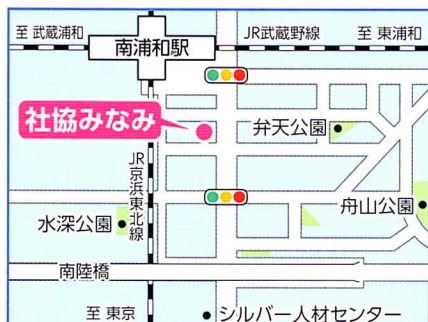 至 武蔵浦和
南浦和駅
JR武蔵野線
至 東浦和
社協みなみ
弁天公園
JR京浜東北線
水深公園
舟山公園
南陸橋
至 東京
シルバー人材センター